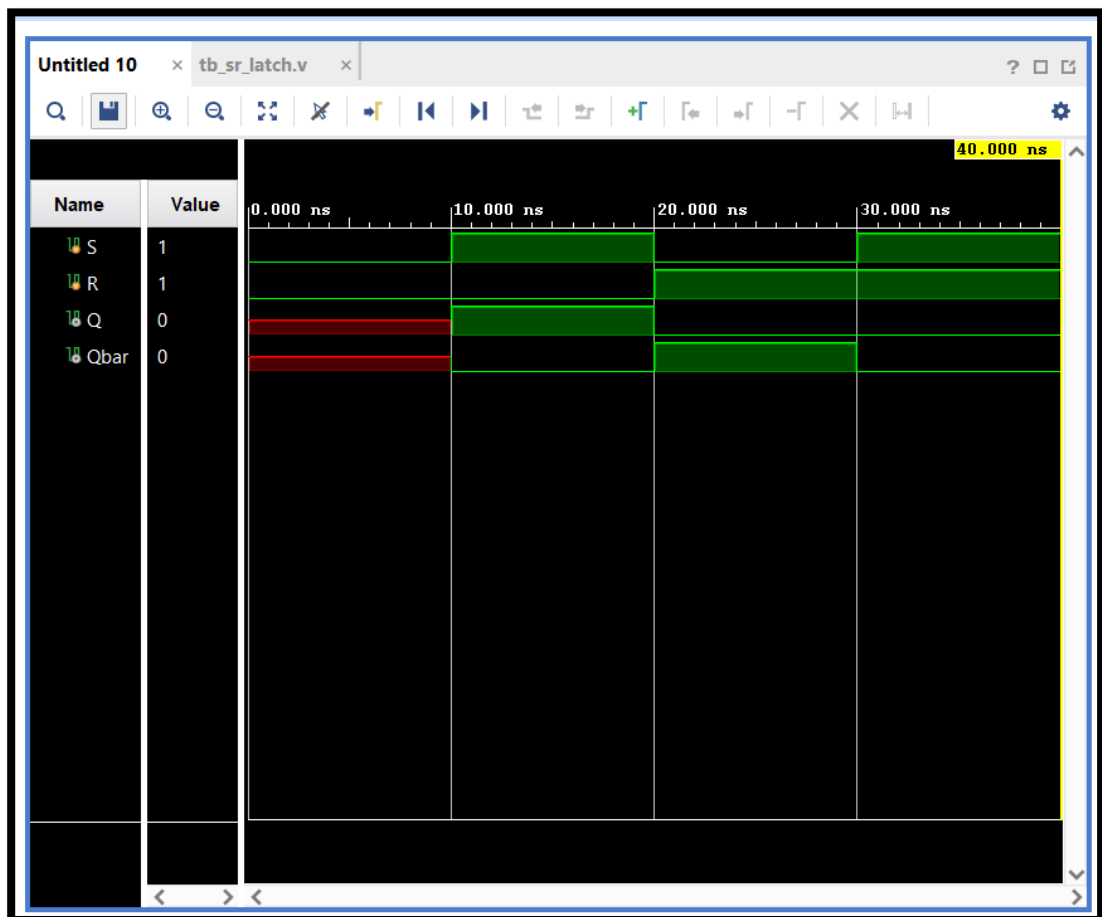 Untitled 10 × tb_sr_latch.v ×
40.000 ns
Name Value 0.000 ns 10.000 ns 20.000 ns 30.000 ns
S 1
R 1
Q 0
Qbar 0